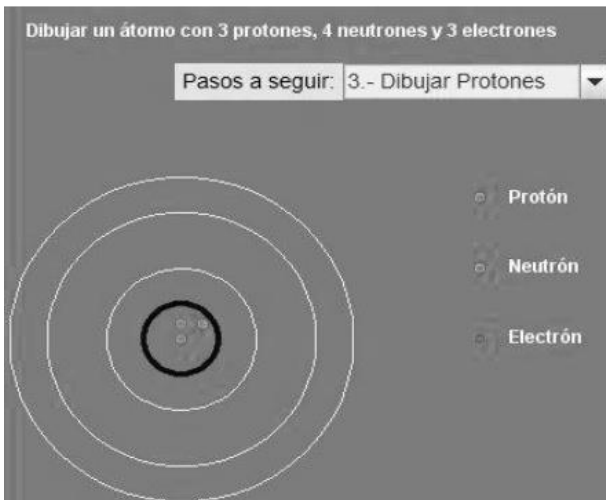 Dibujar un átomo con 3 protones, 4 neutrones y 3 electrones
Pasos a seguir: 3.- Dibujar Protones
Protón
Neutrón
Electrón